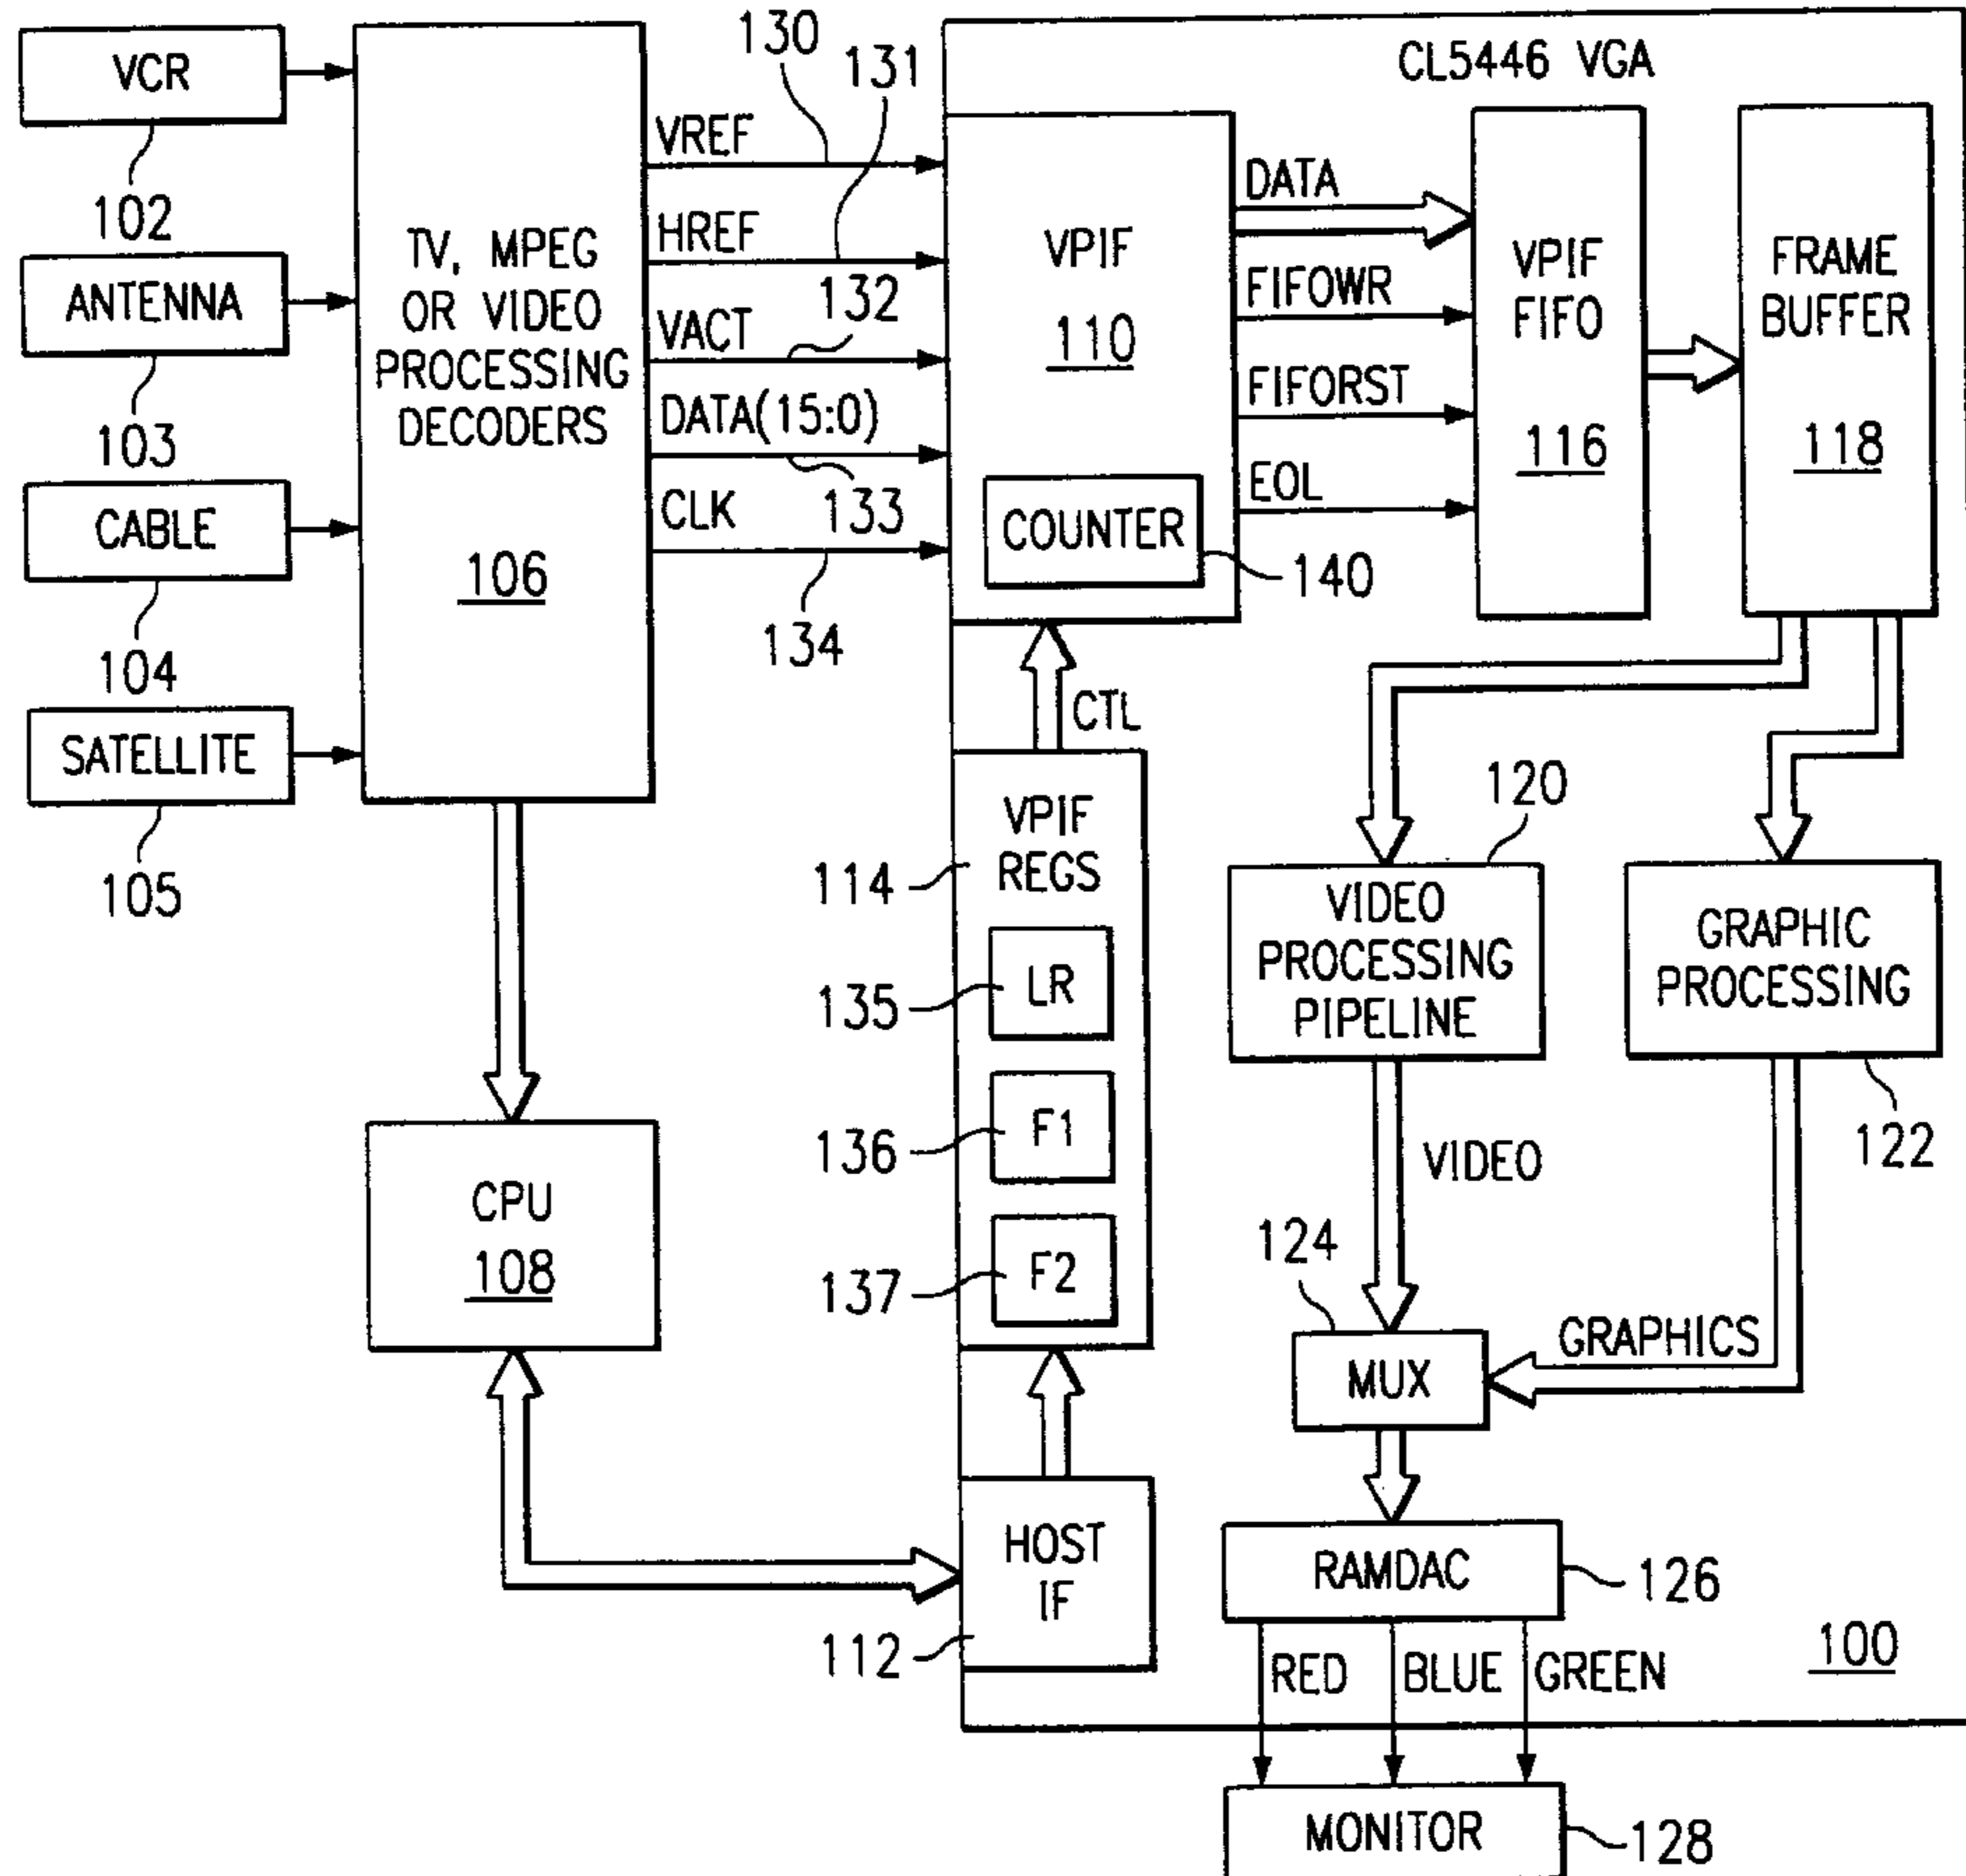 VCR
102
ANTENNA
103
CABLE
104
SATELLITE
105
TV, MPEG
OR VIDEO
PROCESSING
DECODERS
106
CPU
108
VREF
130
HREF
131
VACT
132
DATA(15:0)
133
CLK
134
CL5446 VGA
VPIF
110
COUNTER
140
DATA
FIFOWR
FIFORST
EOL
VPIF
FIFO
116
FRAME
BUFFER
118
CTL
VPIF
REGS
114
LR
135
F1
136
F2
137
HOST
IF
112
120
VIDEO
PROCESSING
PIPELINE
GRAPHIC
PROCESSING
122
VIDEO
124
MUX
GRAPHICS
RAMDAC
126
RED
BLUE
GREEN
100
MONITOR
128